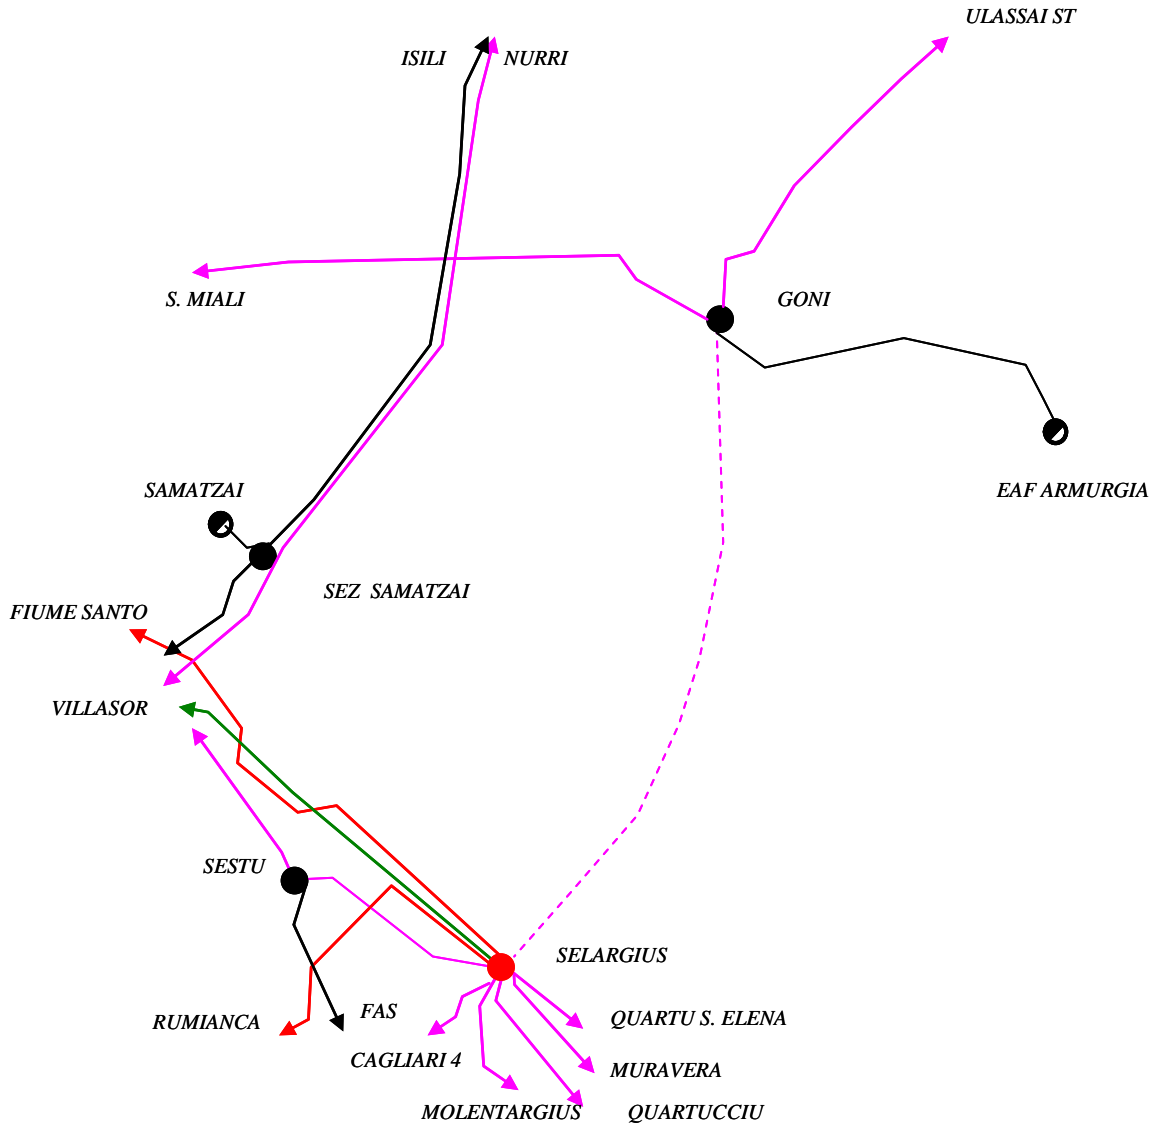 ULASSAI ST
ISILI
NURRI
S. MIALI
GONI
SAMATZAI
EAF ARMURGIA
SEZ  SAMATZAI
FIUME SANTO
VILLASOR
SESTU
SELARGIUS
FAS
RUMIANCA
QUARTU S. ELENA
CAGLIARI 4
MURAVERA
MOLENTARGIUS
QUARTUCCIU